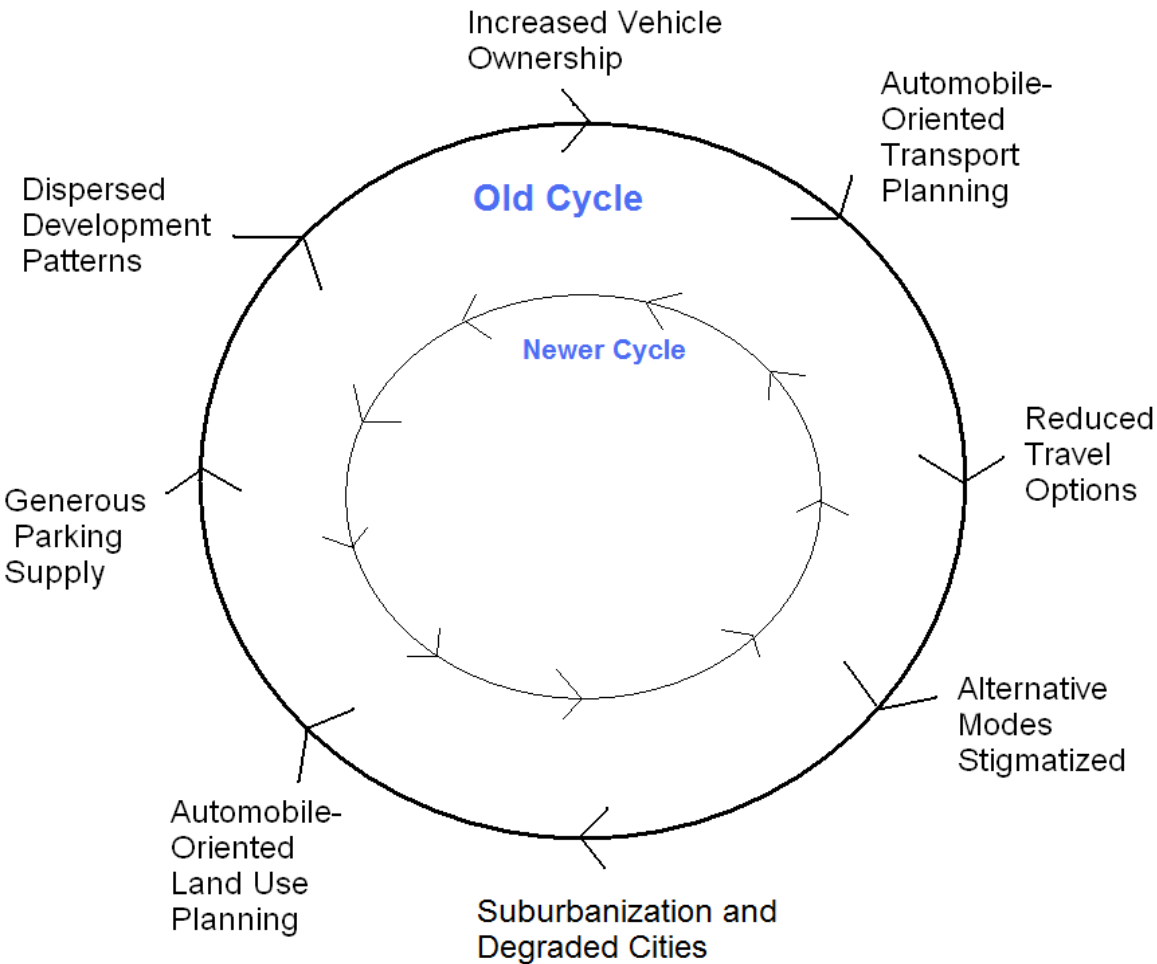 Increased Vehicle
Ownership
Automobile-
Oriented
Transport
Planning
Old Cycle
Dispersed
Development
Patterns
Newer Cycle
Reduced
Travel
Options
Generous
Parking
Supply
Alternative
Modes
Stigmatized
Automobile-
Oriented
Land Use
Planning
Suburbanization and
Degraded Cities